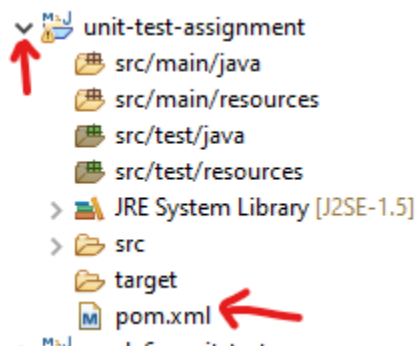 unit-test-assignment
src/main/java
src/main/resources
src/test/java
src/test/resources
JRE System Library [J2SE-1.5]
src
target
pom.xml